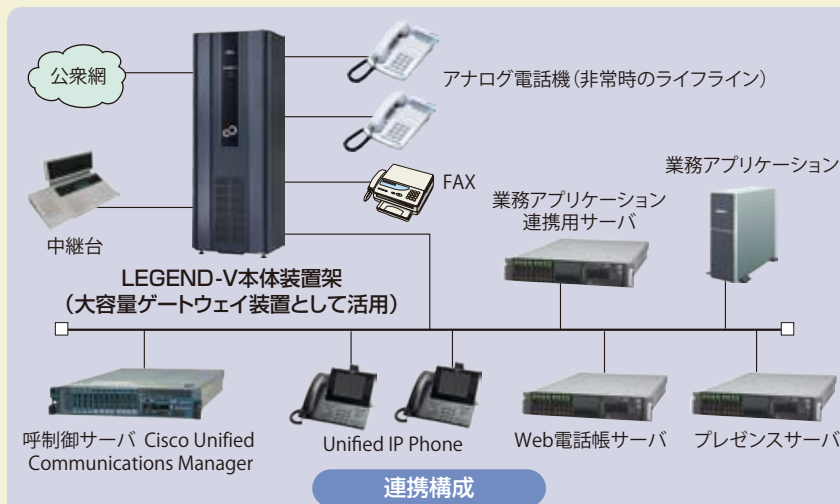 公衆網
アナログ電話機（非常時のライフライン）
FAX
中継台
業務アプリケーション
業務アプリケーション
連携用サーバ
LEGEND-V本体装置架
（大容量ゲートウェイ装置として活用）
呼制御サーバ Cisco Unified
Communications Manager
Unified IP Phone
Web電話帳サーバ
プレゼンスサーバ
連携構成